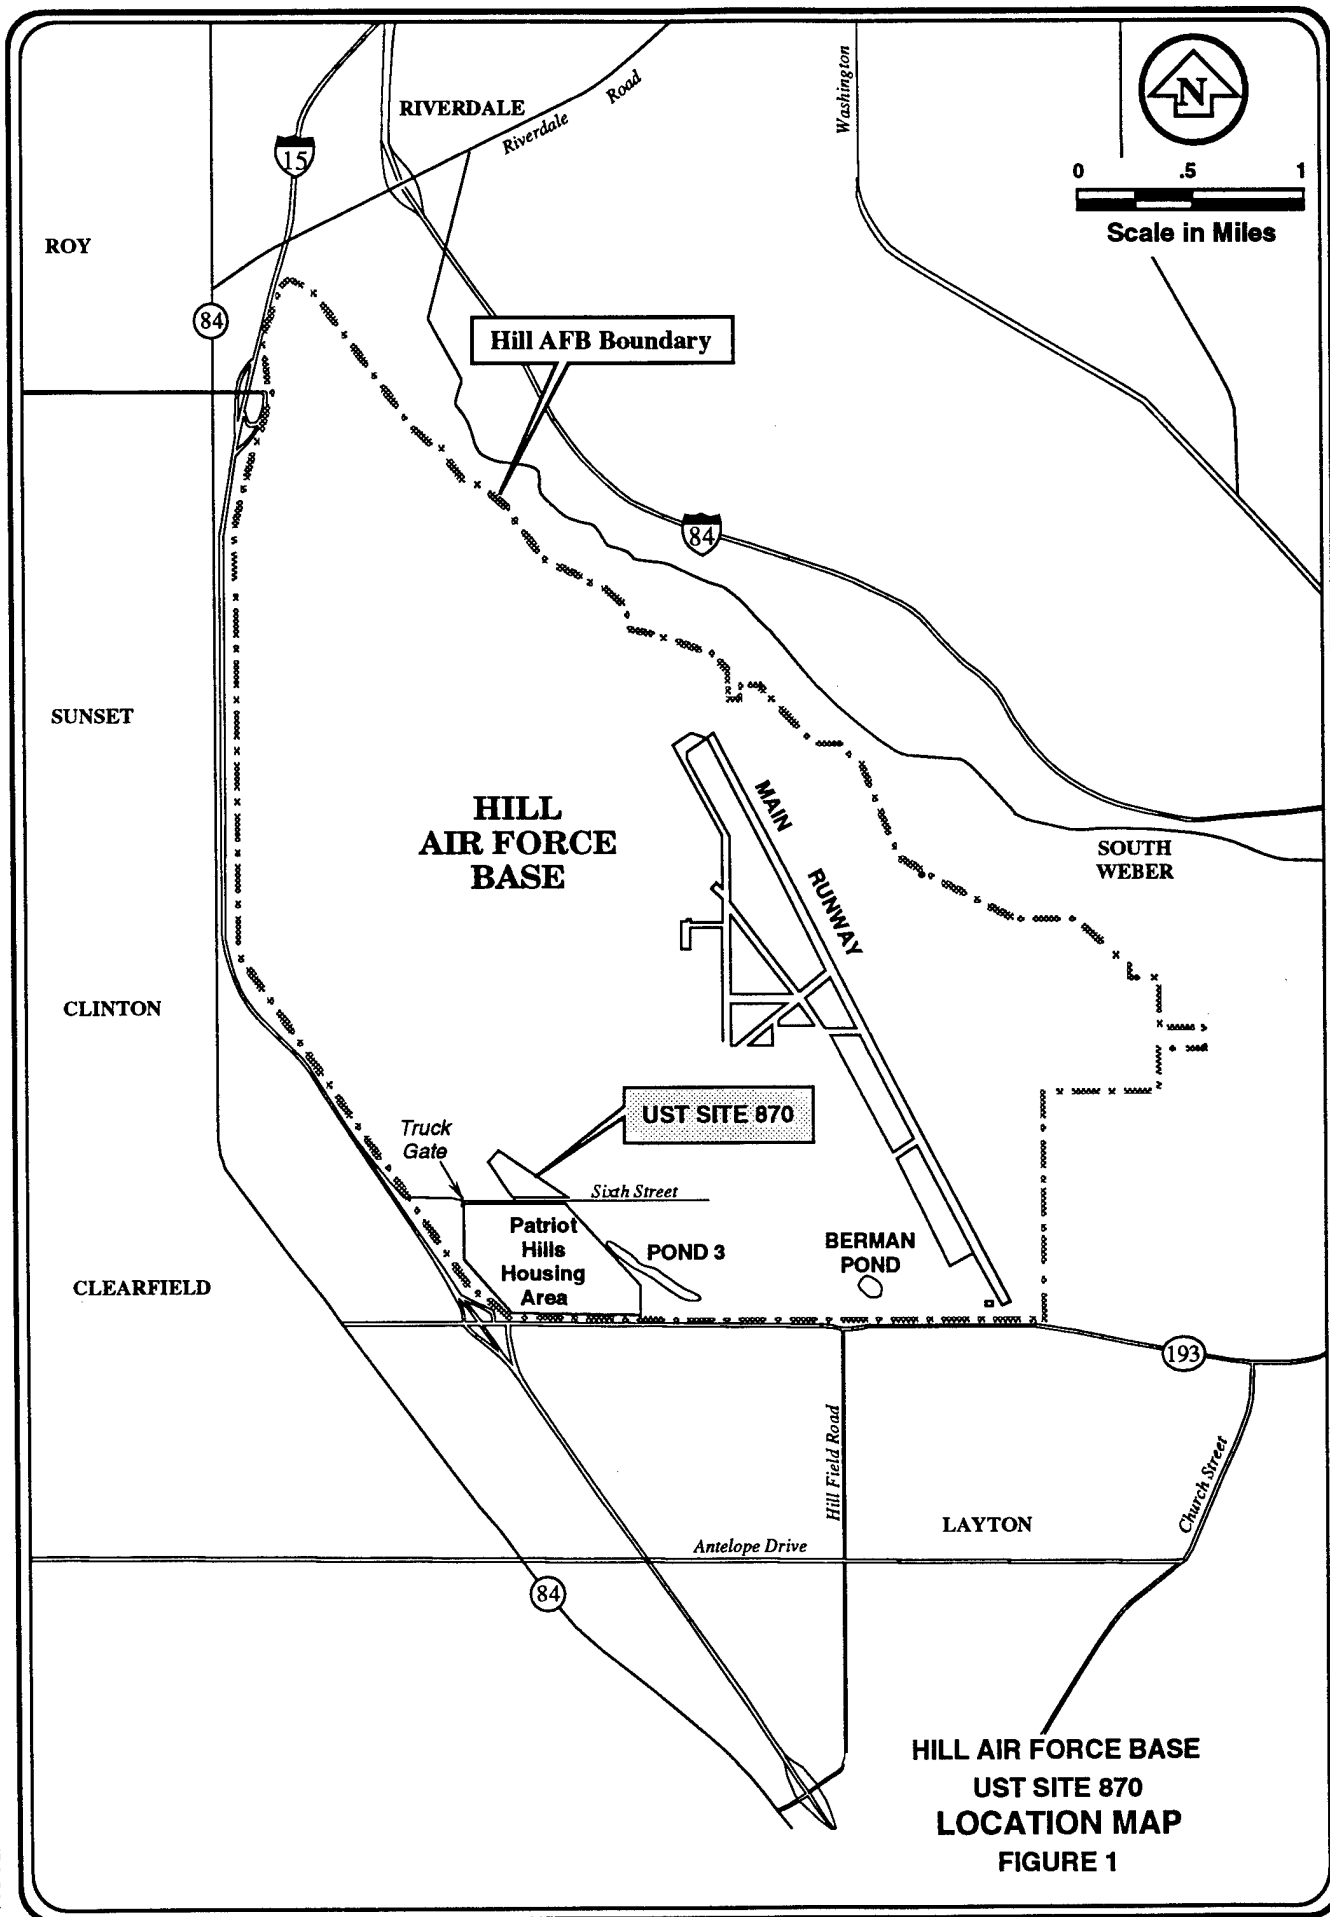 RIVERDALE
Riverdale Road
Washington
N
15
0 .5 1
Scale in Miles
ROY
84
Hill AFB Boundary
84
SUNSET
HILL
AIR FORCE
BASE
MAIN RUNWAY
SOUTH
WEBER
CLINTON
UST SITE 870
Truck
Gate
Sixth Street
Patriot
Hills
Housing
Area
POND 3
BERMAN
POND
CLEARFIELD
193
Hill Field Road
Church Street
LAYTON
Antelope Drive
84
HILL AIR FORCE BASE
UST SITE 870
LOCATION MAP
FIGURE 1